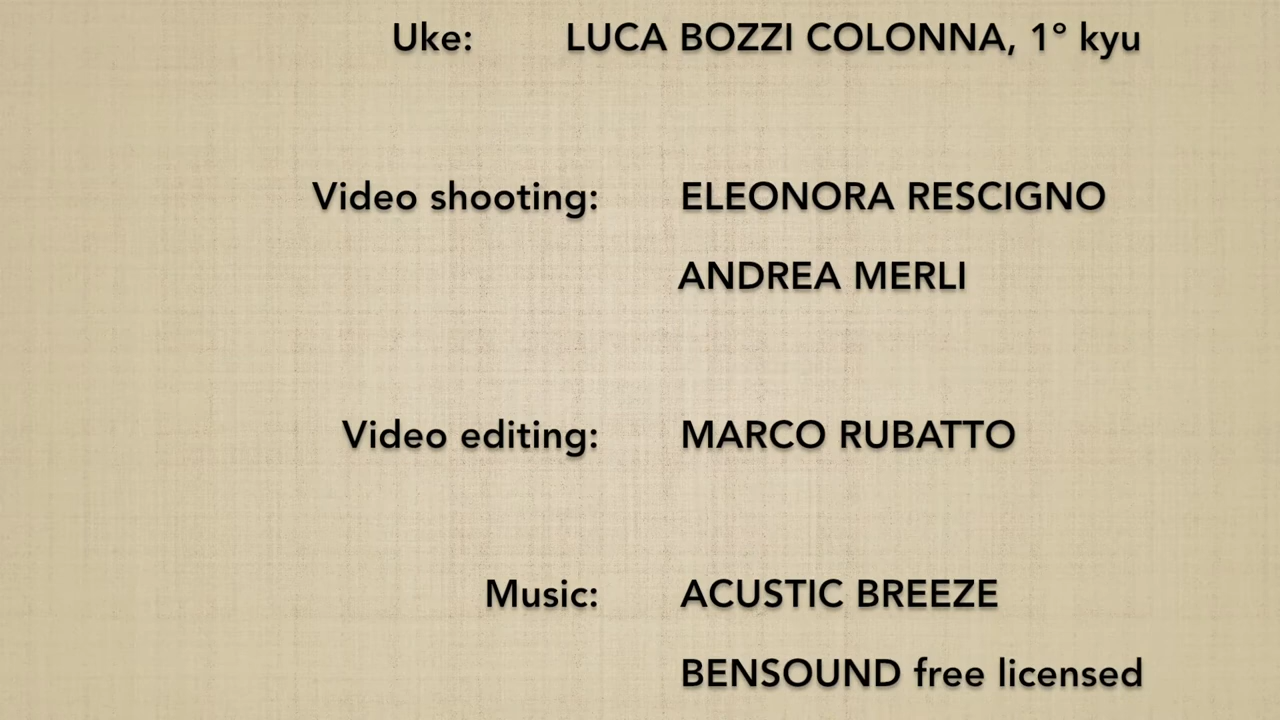 Uke: LUCA BOZZI COLONNA, 1° kyu
Video shooting: ELEONORA RESCIGNO
ANDREA MERLI
Video editing: MARCO RUBATTO
Music: ACUSTIC BREEZE
BENSOUND free licensed